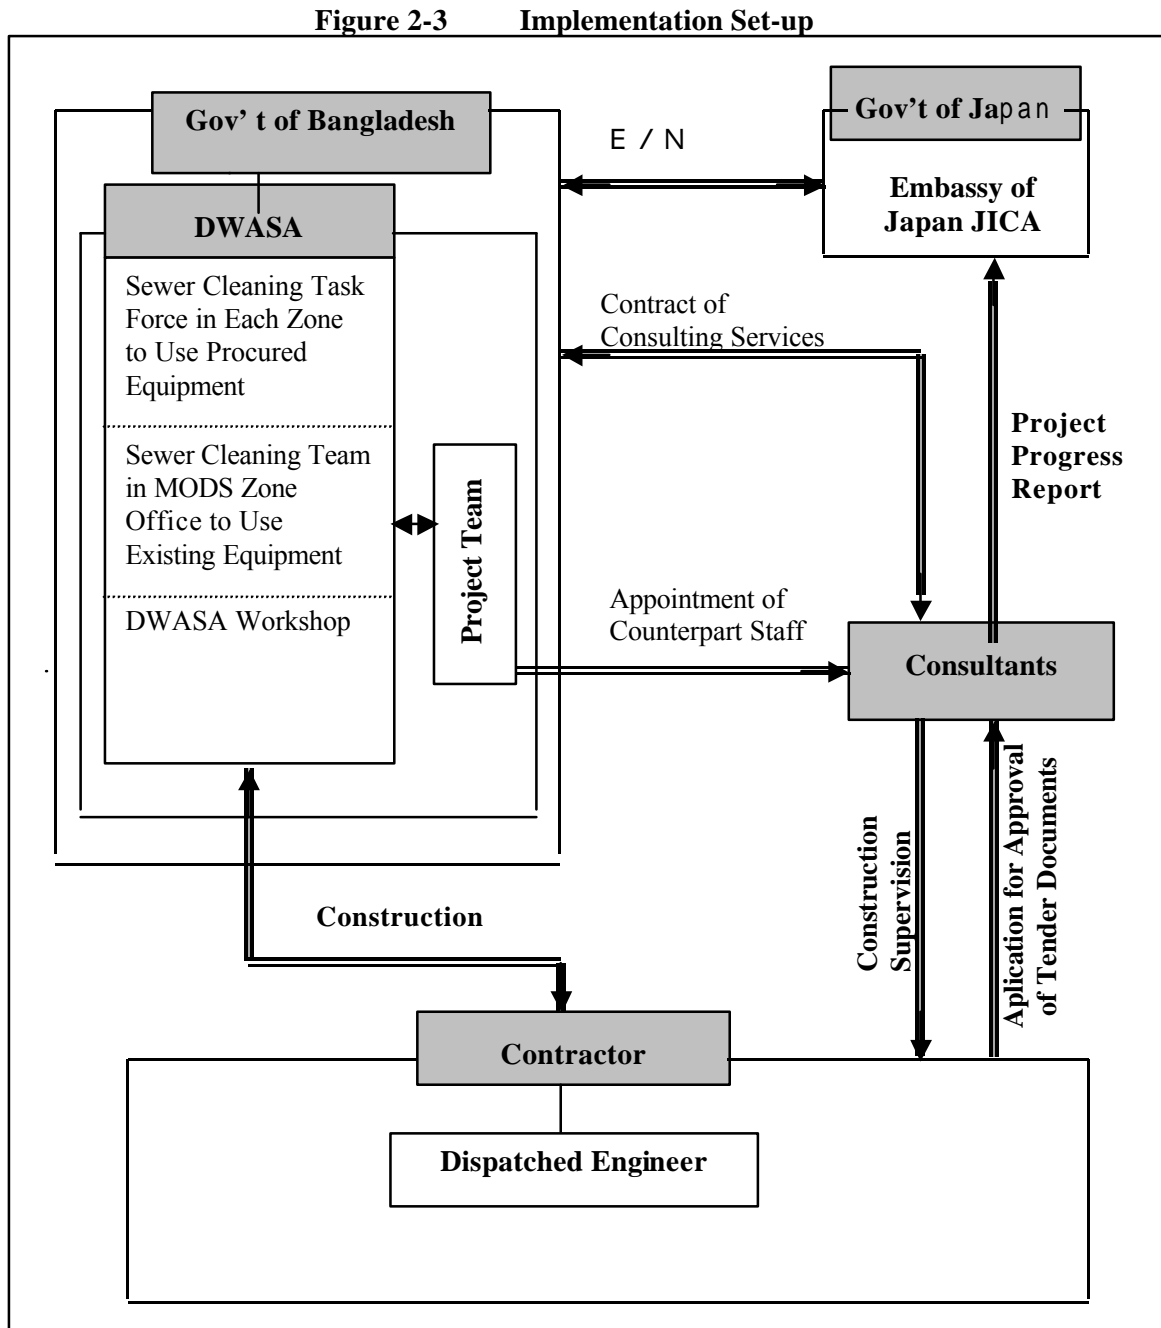 Figure 2-3 Implementation Set-up
Gov' t of Bangladesh
Gov't of Japan
E / N
Embassy of
Japan JICA
DWASA
Sewer Cleaning Task
Force in Each Zone
to Use Procured
Equipment
Contract of
Consulting Services
Project
Progress
Report
Sewer Cleaning Team
in MODS Zone
Office to Use
Existing Equipment
Project Team
DWASA Workshop
Appointment of
Counterpart Staff
Consultants
Construction
Supervision
Aplication for Approval
of Tender Documents
Construction
Contractor
Dispatched Engineer